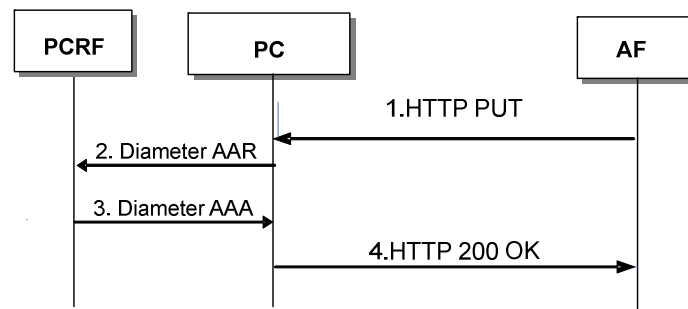 PCRF
PC
AF
1.HTTP PUT
2. Diameter AAR
3. Diameter AAA
4.HTTP 200 OK